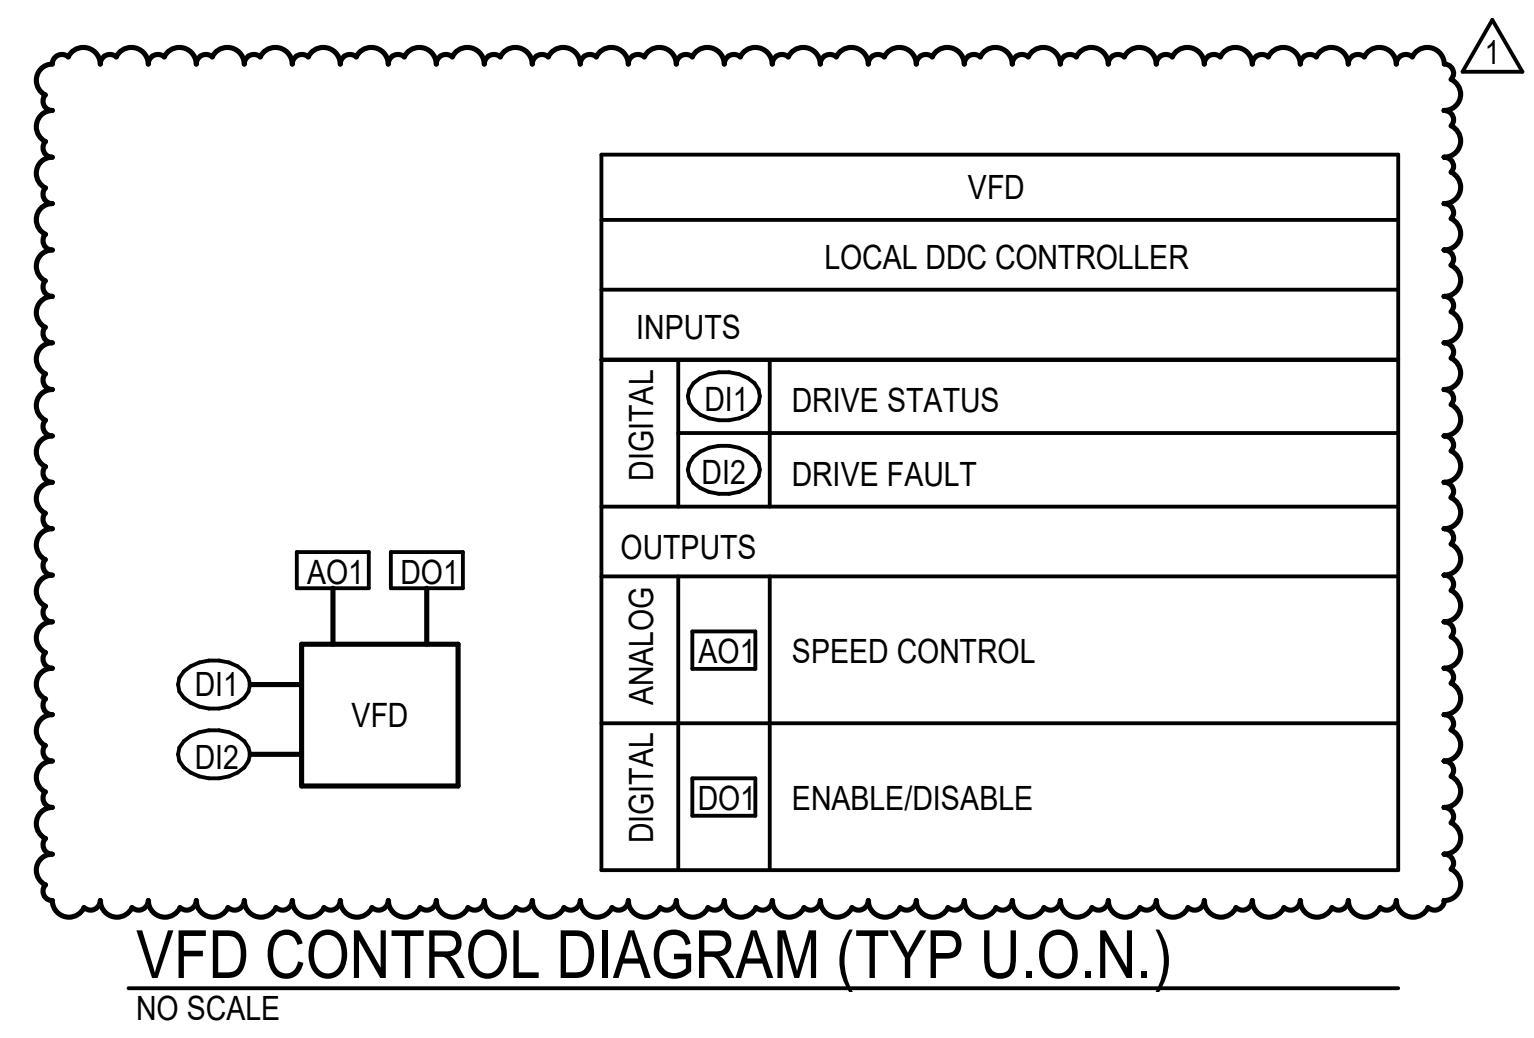 1
VFD
LOCAL DDC CONTROLLER
INPUTS
DIGITAL
DI1 DRIVE STATUS
DI2 DRIVE FAULT
OUTPUTS
ANALOG
AO1 SPEED CONTROL
DIGITAL
DO1 ENABLE/DISABLE
AO1 DO1
DI1
VFD
DI2
VFD CONTROL DIAGRAM (TYP U.O.N.)
NO SCALE